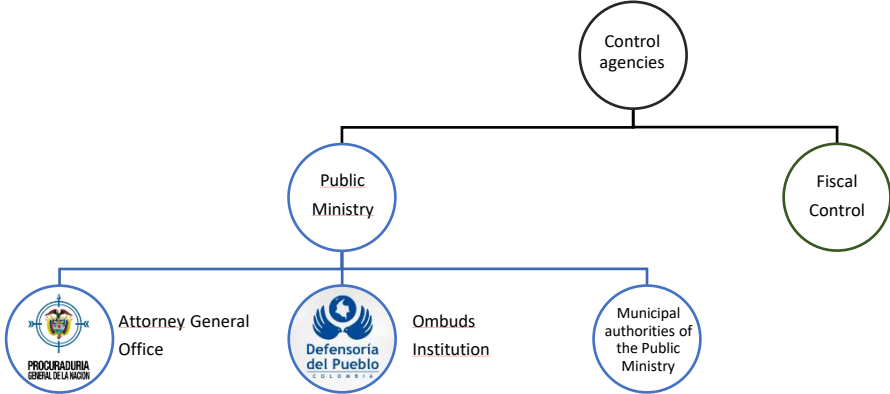 Control
agencies
Public
Ministry
Fiscal
Control
PROCURADURIA
GENERAL DE LA NACION
Attorney General
Office
Defensoría
del Pueblo
COLOMBIA
Ombuds
Institution
Municipal
authorities of
the Public
Ministry